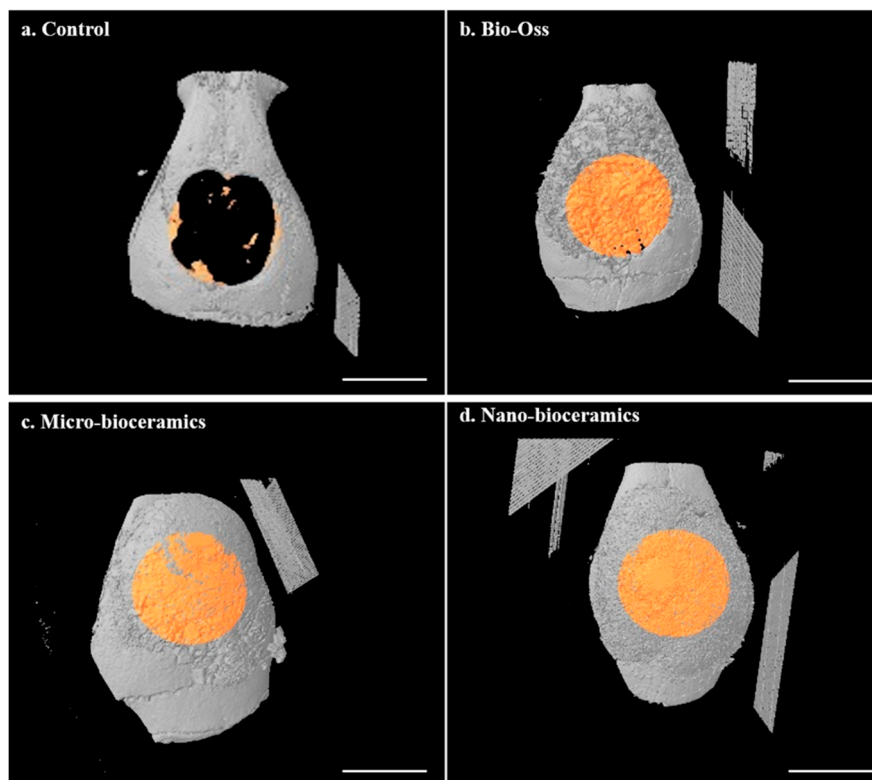 a. Control
b. Bio-Oss
c. Micro-bioceramics
d. Nano-bioceramics